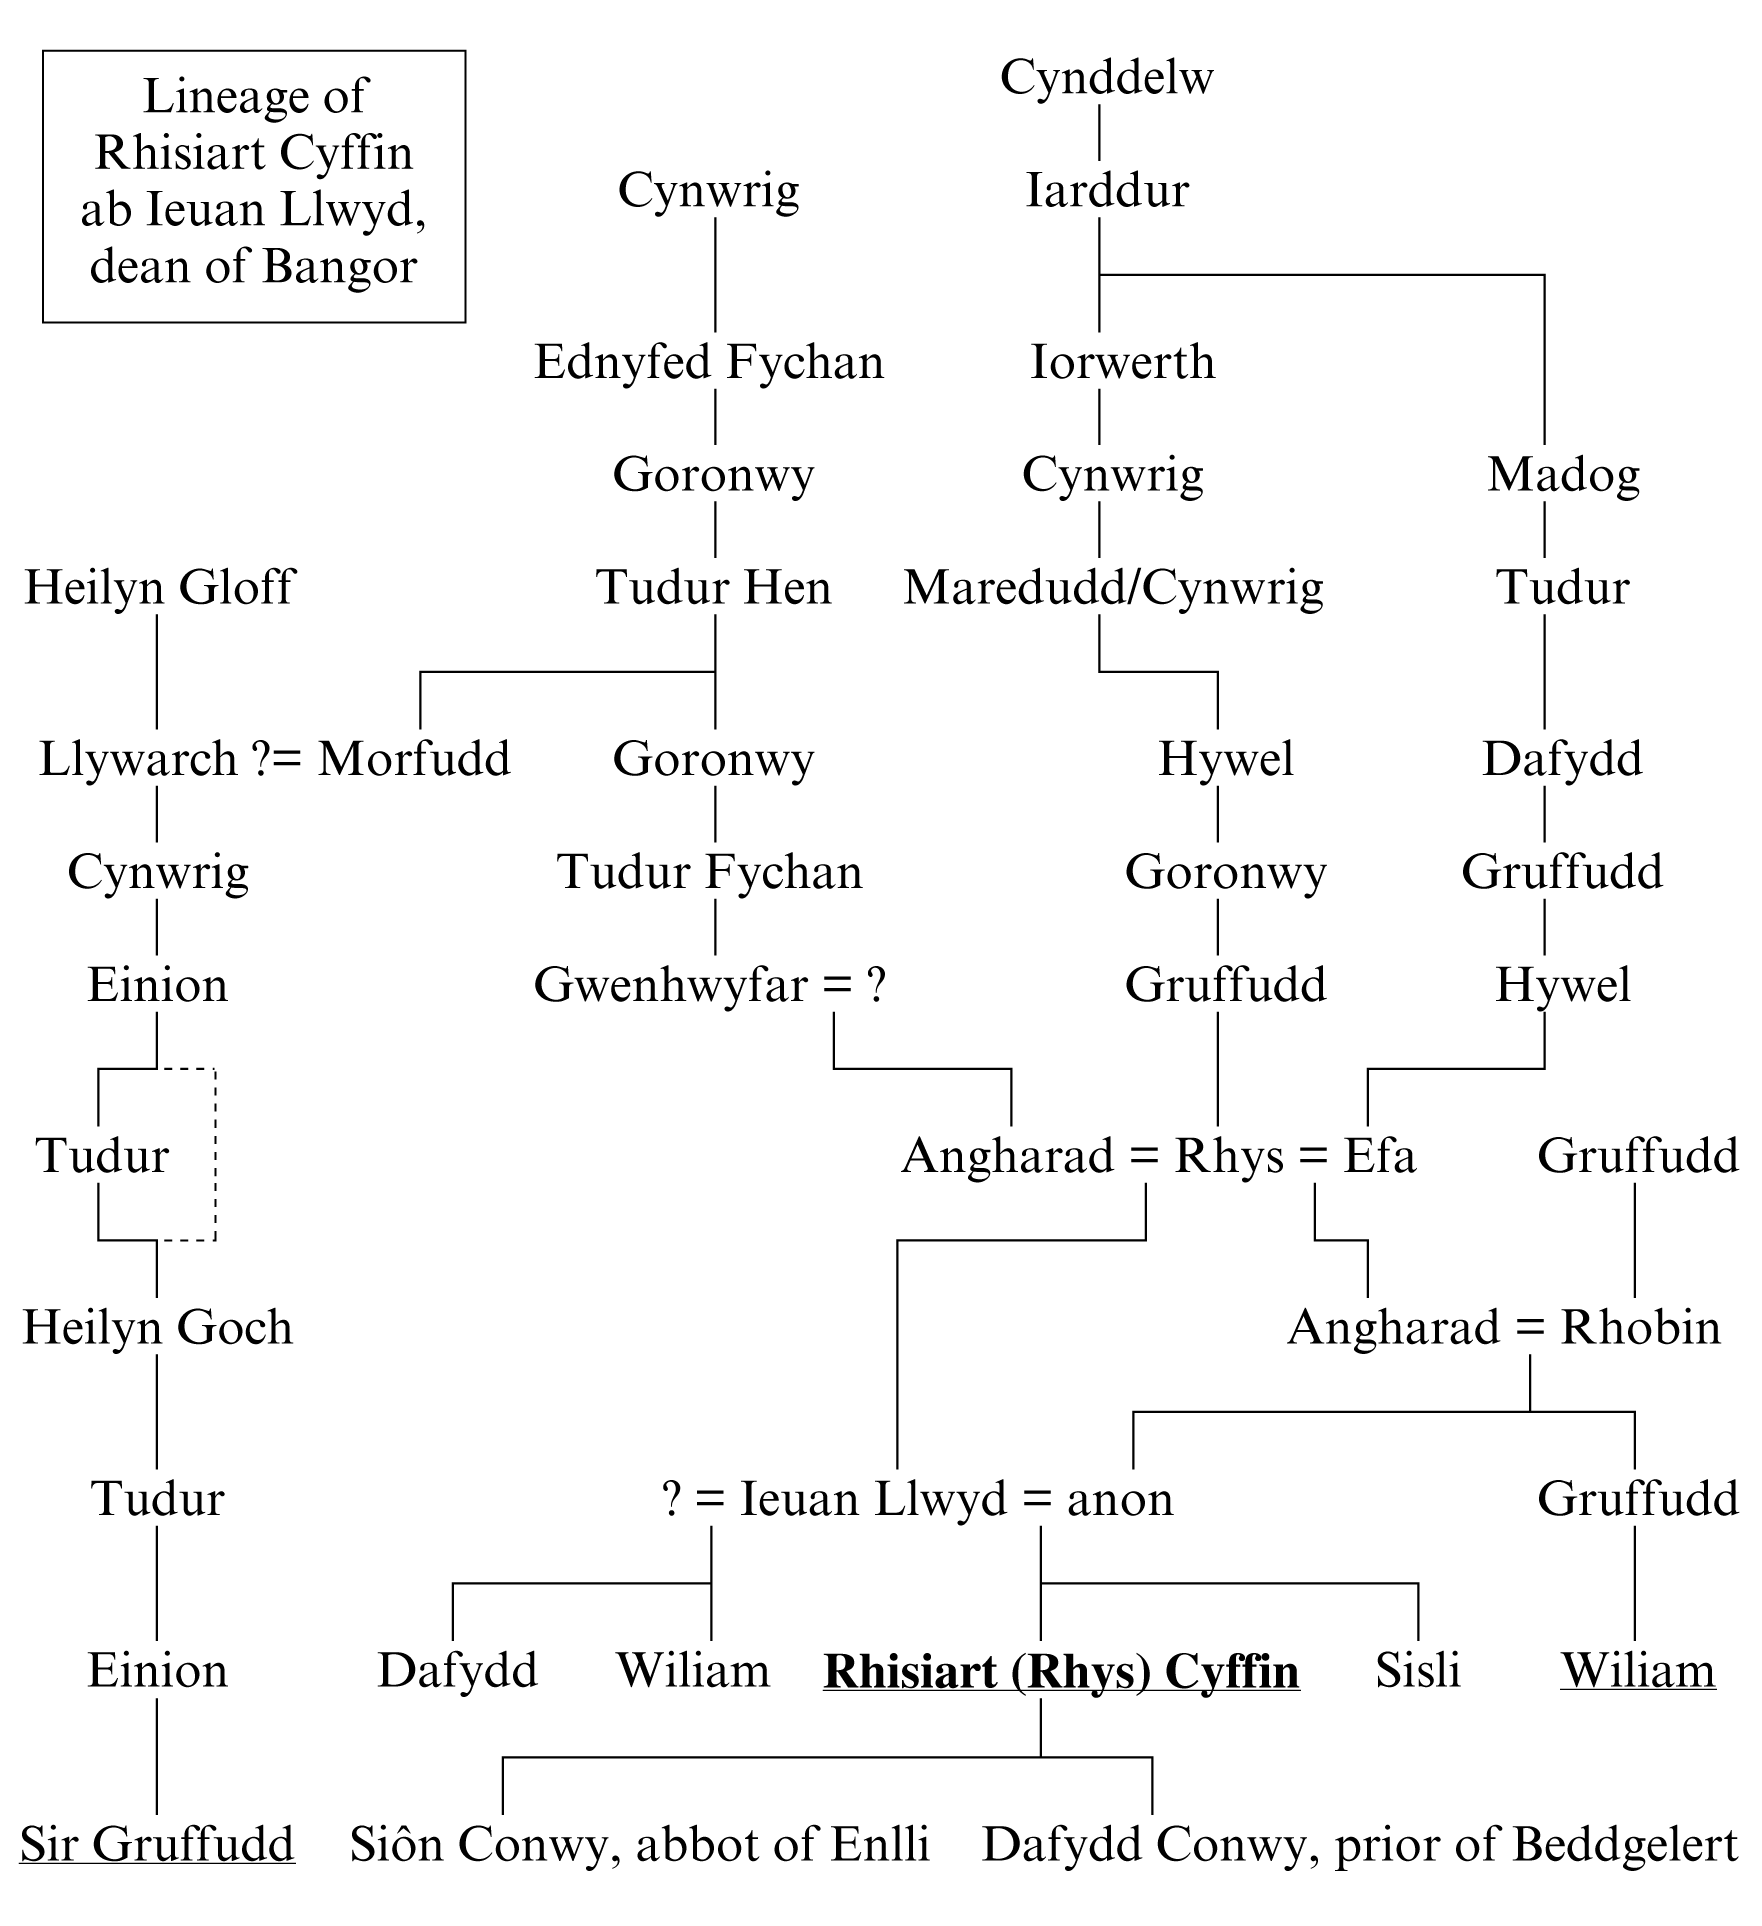 Lineage of
Rhisiart Cyffin
ab Ieuan Llwyd,
dean of Bangor
Cynddelw
Cynwrig Iarddur
Ednyfed Fychan Iorwerth
Goronwy Cynwrig Madog
Heilyn Gloff Tudur Hen Maredudd/Cynwrig Tudur
Llywarch ?= Morfudd Goronwy Hywel Dafydd
Cynwrig Tudur Fychan Goronwy Gruffudd
Einion Gwenhwyfar = ? Gruffudd Hywel
Tudur Angharad = Rhys = Efa Gruffudd
Heilyn Goch Angharad = Rhobin
Tudur ? = Ieuan Llwyd = anon Gruffudd
Einion Dafydd Wiliam Rhisiart (Rhys) Cyffin Sisli Wiliam
Sir Gruffudd Siôn Conwy, abbot of Enlli Dafydd Conwy, prior of Beddgelert